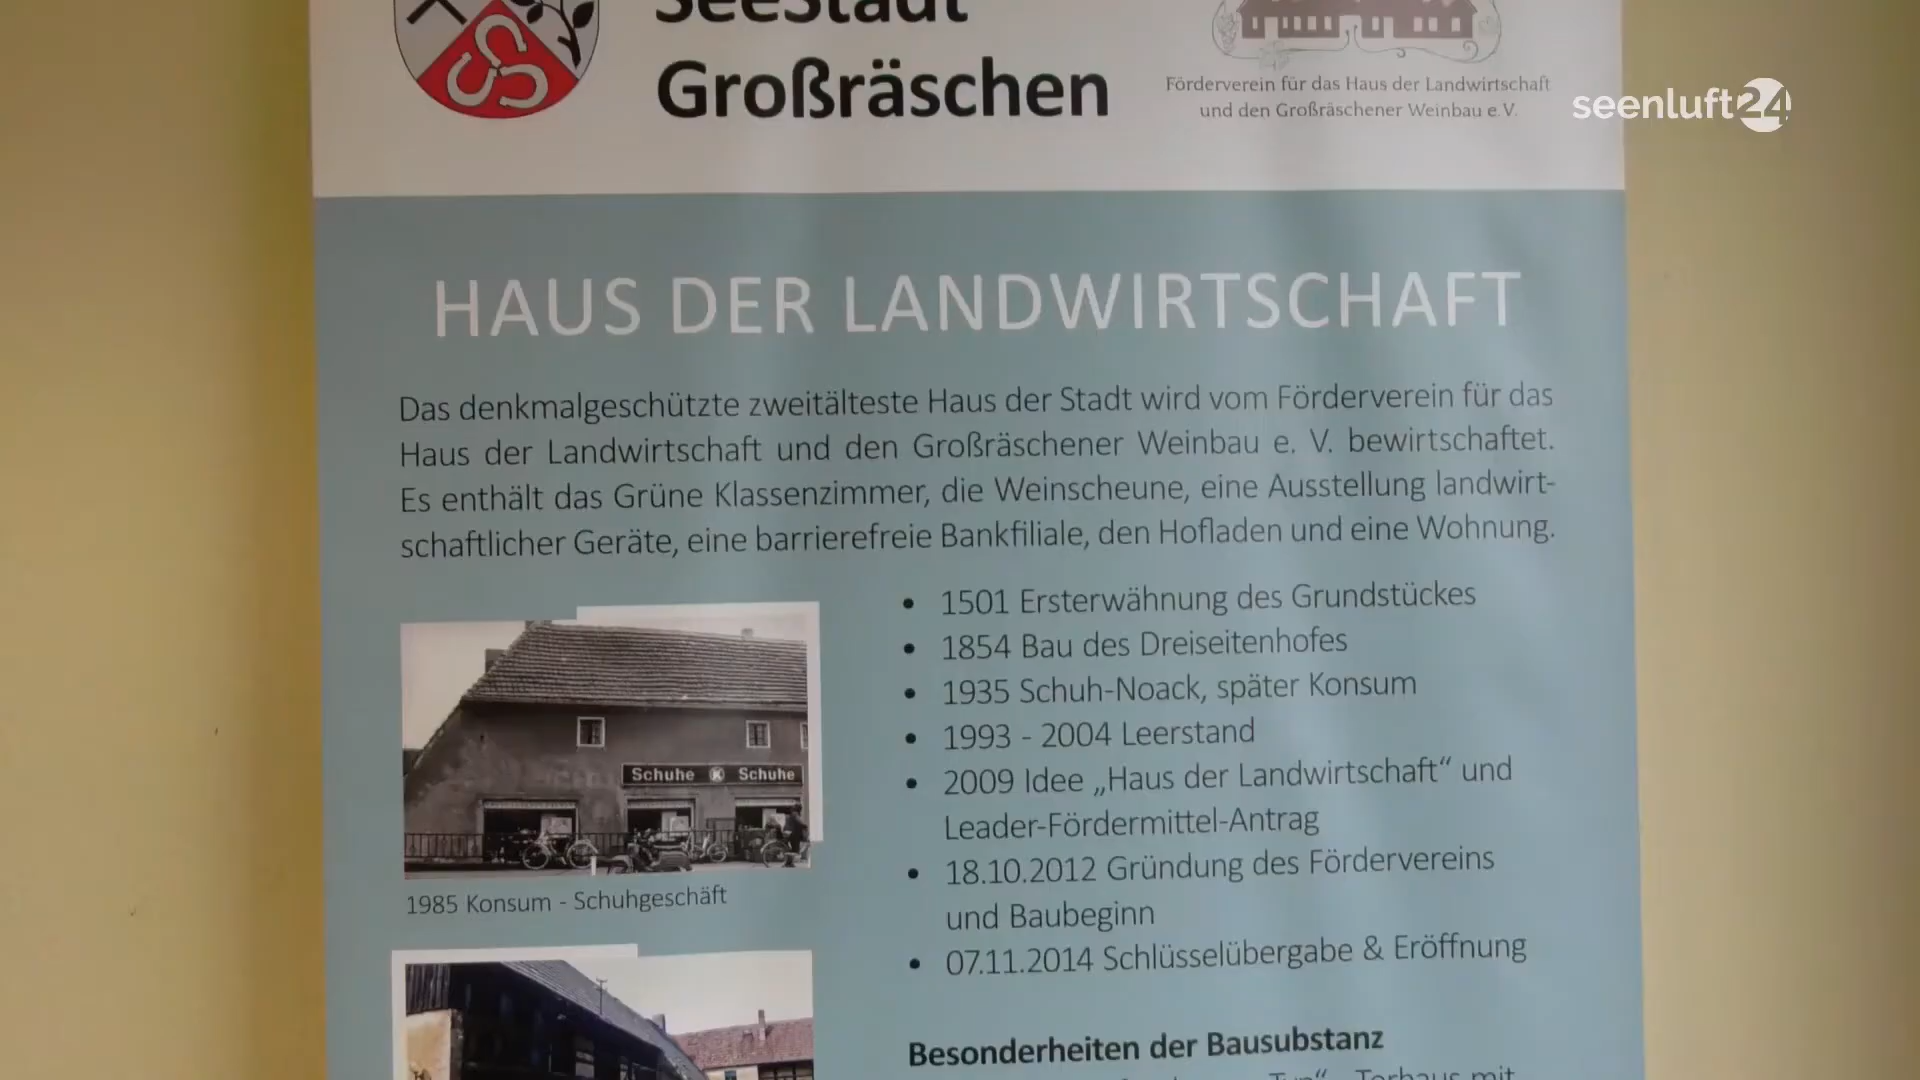 SeeStadt
Großräschen
Förderverein für das Haus der Landwirtschaft
und den Großräschener Weinbau e.V.
seenluft24
HAUS DER LANDWIRTSCHAFT
Das denkmalgeschützte zweitälteste Haus der Stadt wird vom Förderverein für das
Haus der Landwirtschaft und den Großräschener Weinbau e. V. bewirtschaftet.
Es enthält das Grüne Klassenzimmer, die Weinscheune, eine Ausstellung landwirt-
schaftlicher Geräte, eine barrierefreie Bankfiliale, den Hofladen und eine Wohnung.
Schuhe K Schuhe
1985 Konsum - Schuhgeschäft
• 1501 Ersterwähnung des Grundstückes
• 1854 Bau des Dreiseitenhofes
• 1935 Schuh-Noack, später Konsum
• 1993 - 2004 Leerstand
• 2009 Idee „Haus der Landwirtschaft“ und
Leader-Fördermittel-Antrag
• 18.10.2012 Gründung des Fördervereins
und Baubeginn
• 07.11.2014 Schlüsselübergabe & Eröffnung
Besonderheiten der Bausubstanz
Typ“ - Torhaus mit